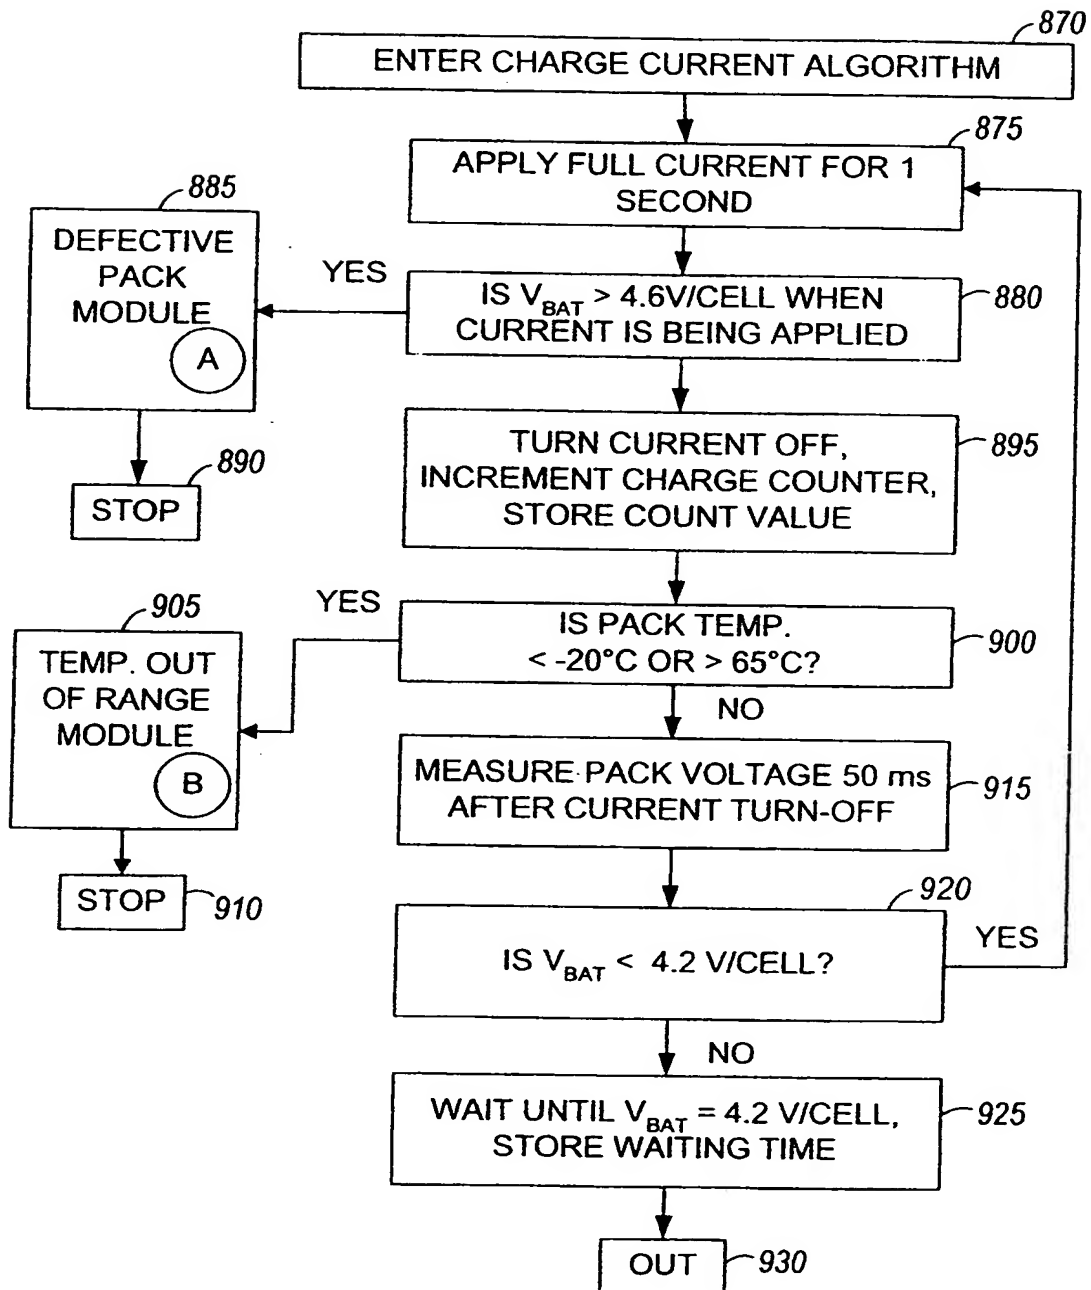 870
ENTER CHARGE CURRENT ALGORITHM
875
APPLY FULL CURRENT FOR 1
SECOND
885
DEFECTIVE
PACK
MODULE
A
YES
IS VBAT > 4.6V/CELL WHEN
CURRENT IS BEING APPLIED
880
890
STOP
TURN CURRENT OFF,
INCREMENT CHARGE COUNTER,
STORE COUNT VALUE
895
905
TEMP. OUT
OF RANGE
MODULE
B
YES
IS PACK TEMP.
< -20°C OR > 65°C?
900
NO
MEASURE PACK VOLTAGE 50 ms
AFTER CURRENT TURN-OFF
915
STOP
910
920
IS VBAT < 4.2 V/CELL?
YES
NO
WAIT UNTIL VBAT = 4.2 V/CELL,
STORE WAITING TIME
925
OUT
930